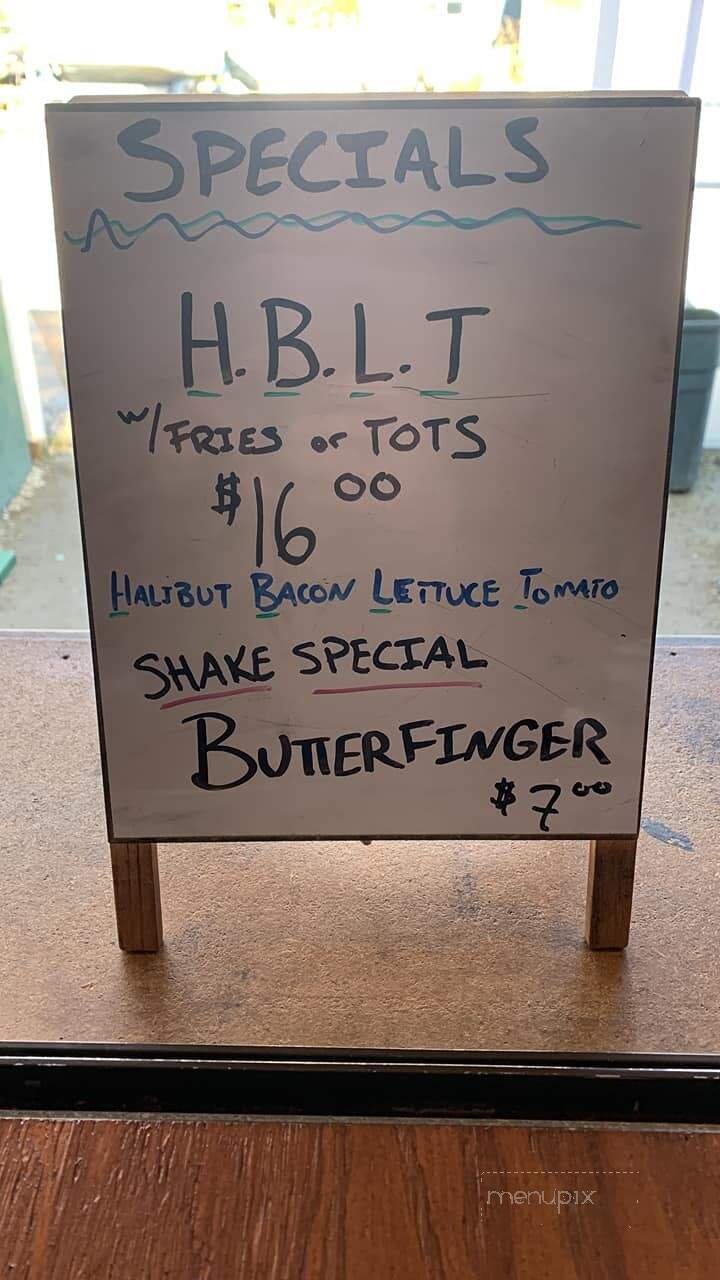 SPECIALS
H.B.L.T
w/FRIES or TOTS
$16 00
HALIBUT BACON LETTUCE TOMATO
SHAKE SPECIAL
BUTTERFINGER
$7 00
menupix